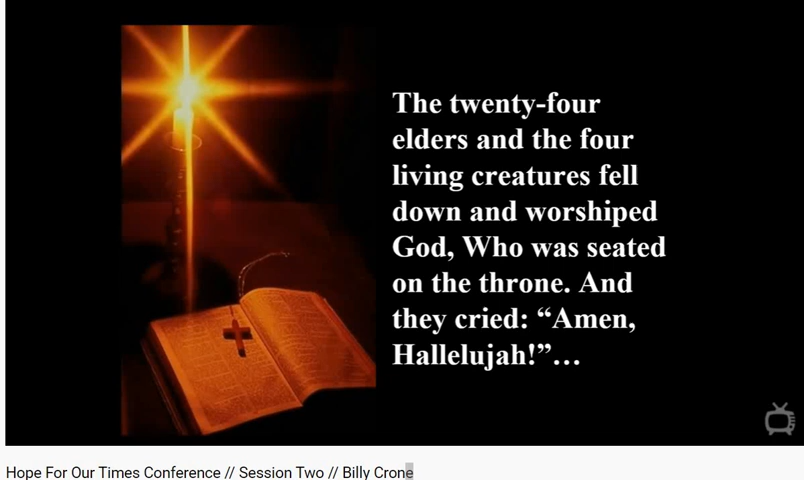 The twenty-four
elders and the four
living creatures fell
down and worshiped
God, Who was seated
on the throne. And
they cried: “Amen,
Hallelujah!”…
Hope For Our Times Conference // Session Two // Billy Crone